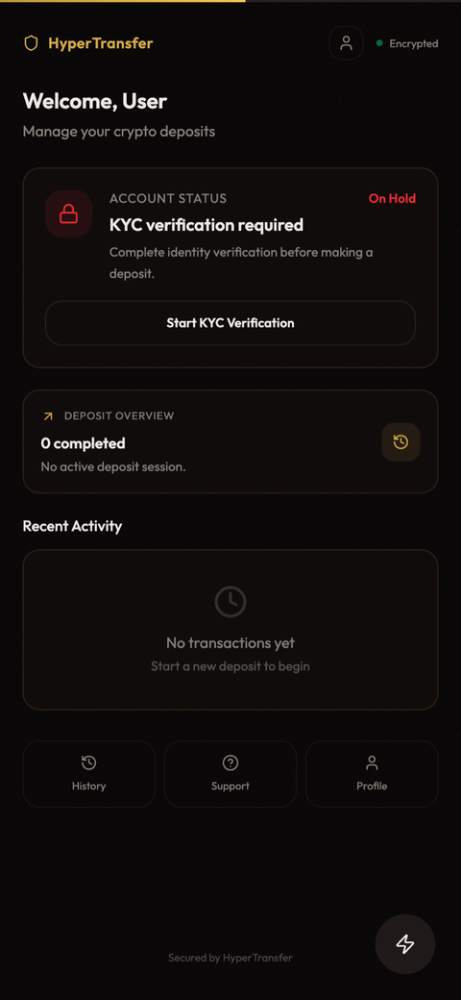 HyperTransfer
Encrypted
Welcome, User
Manage your crypto deposits
ACCOUNT STATUS
On Hold
KYC verification required
Complete identity verification before making a
deposit.
Start KYC Verification
DEPOSIT OVERVIEW
0 completed
No active deposit session.
Recent Activity
No transactions yet
Start a new deposit to begin
History
Support
Profile
Secured by HyperTransfer